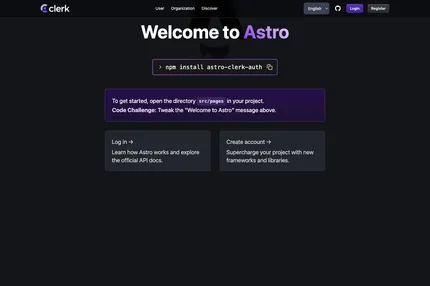 clerk
User Organization Discover
English
Login Register
Welcome to Astro
> npm install astro-clerk-auth
To get started, open the directory src/pages in your project.
Code Challenge: Tweak the "Welcome to Astro" message above.
Log in →
Learn how Astro works and explore
the official API docs.
Create account →
Supercharge your project with new
frameworks and libraries.